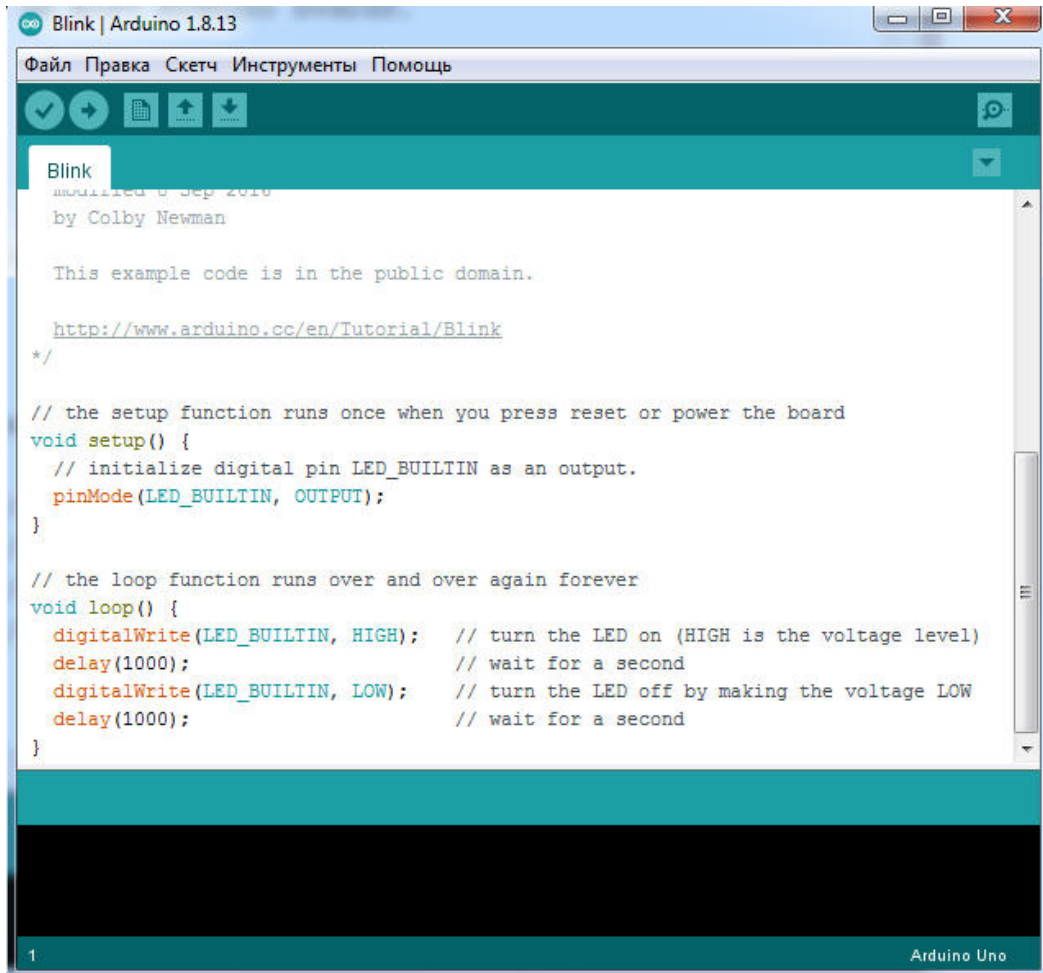 Blink | Arduino 1.8.13
Файл Правка Скетч Инструменты Помощь
Blink
modified 8 Sep 2016
by Colby Newman
This example code is in the public domain.
http://www.arduino.cc/en/Tutorial/Blink
*/
// the setup function runs once when you press reset or power the board
void setup() {
// initialize digital pin LED_BUILTIN as an output.
pinMode(LED_BUILTIN, OUTPUT);
}
// the loop function runs over and over again forever
void loop() {
digitalWrite(LED_BUILTIN, HIGH); // turn the LED on (HIGH is the voltage level)
delay(1000); // wait for a second
digitalWrite(LED_BUILTIN, LOW); // turn the LED off by making the voltage LOW
delay(1000); // wait for a second
}
1 Arduino Uno